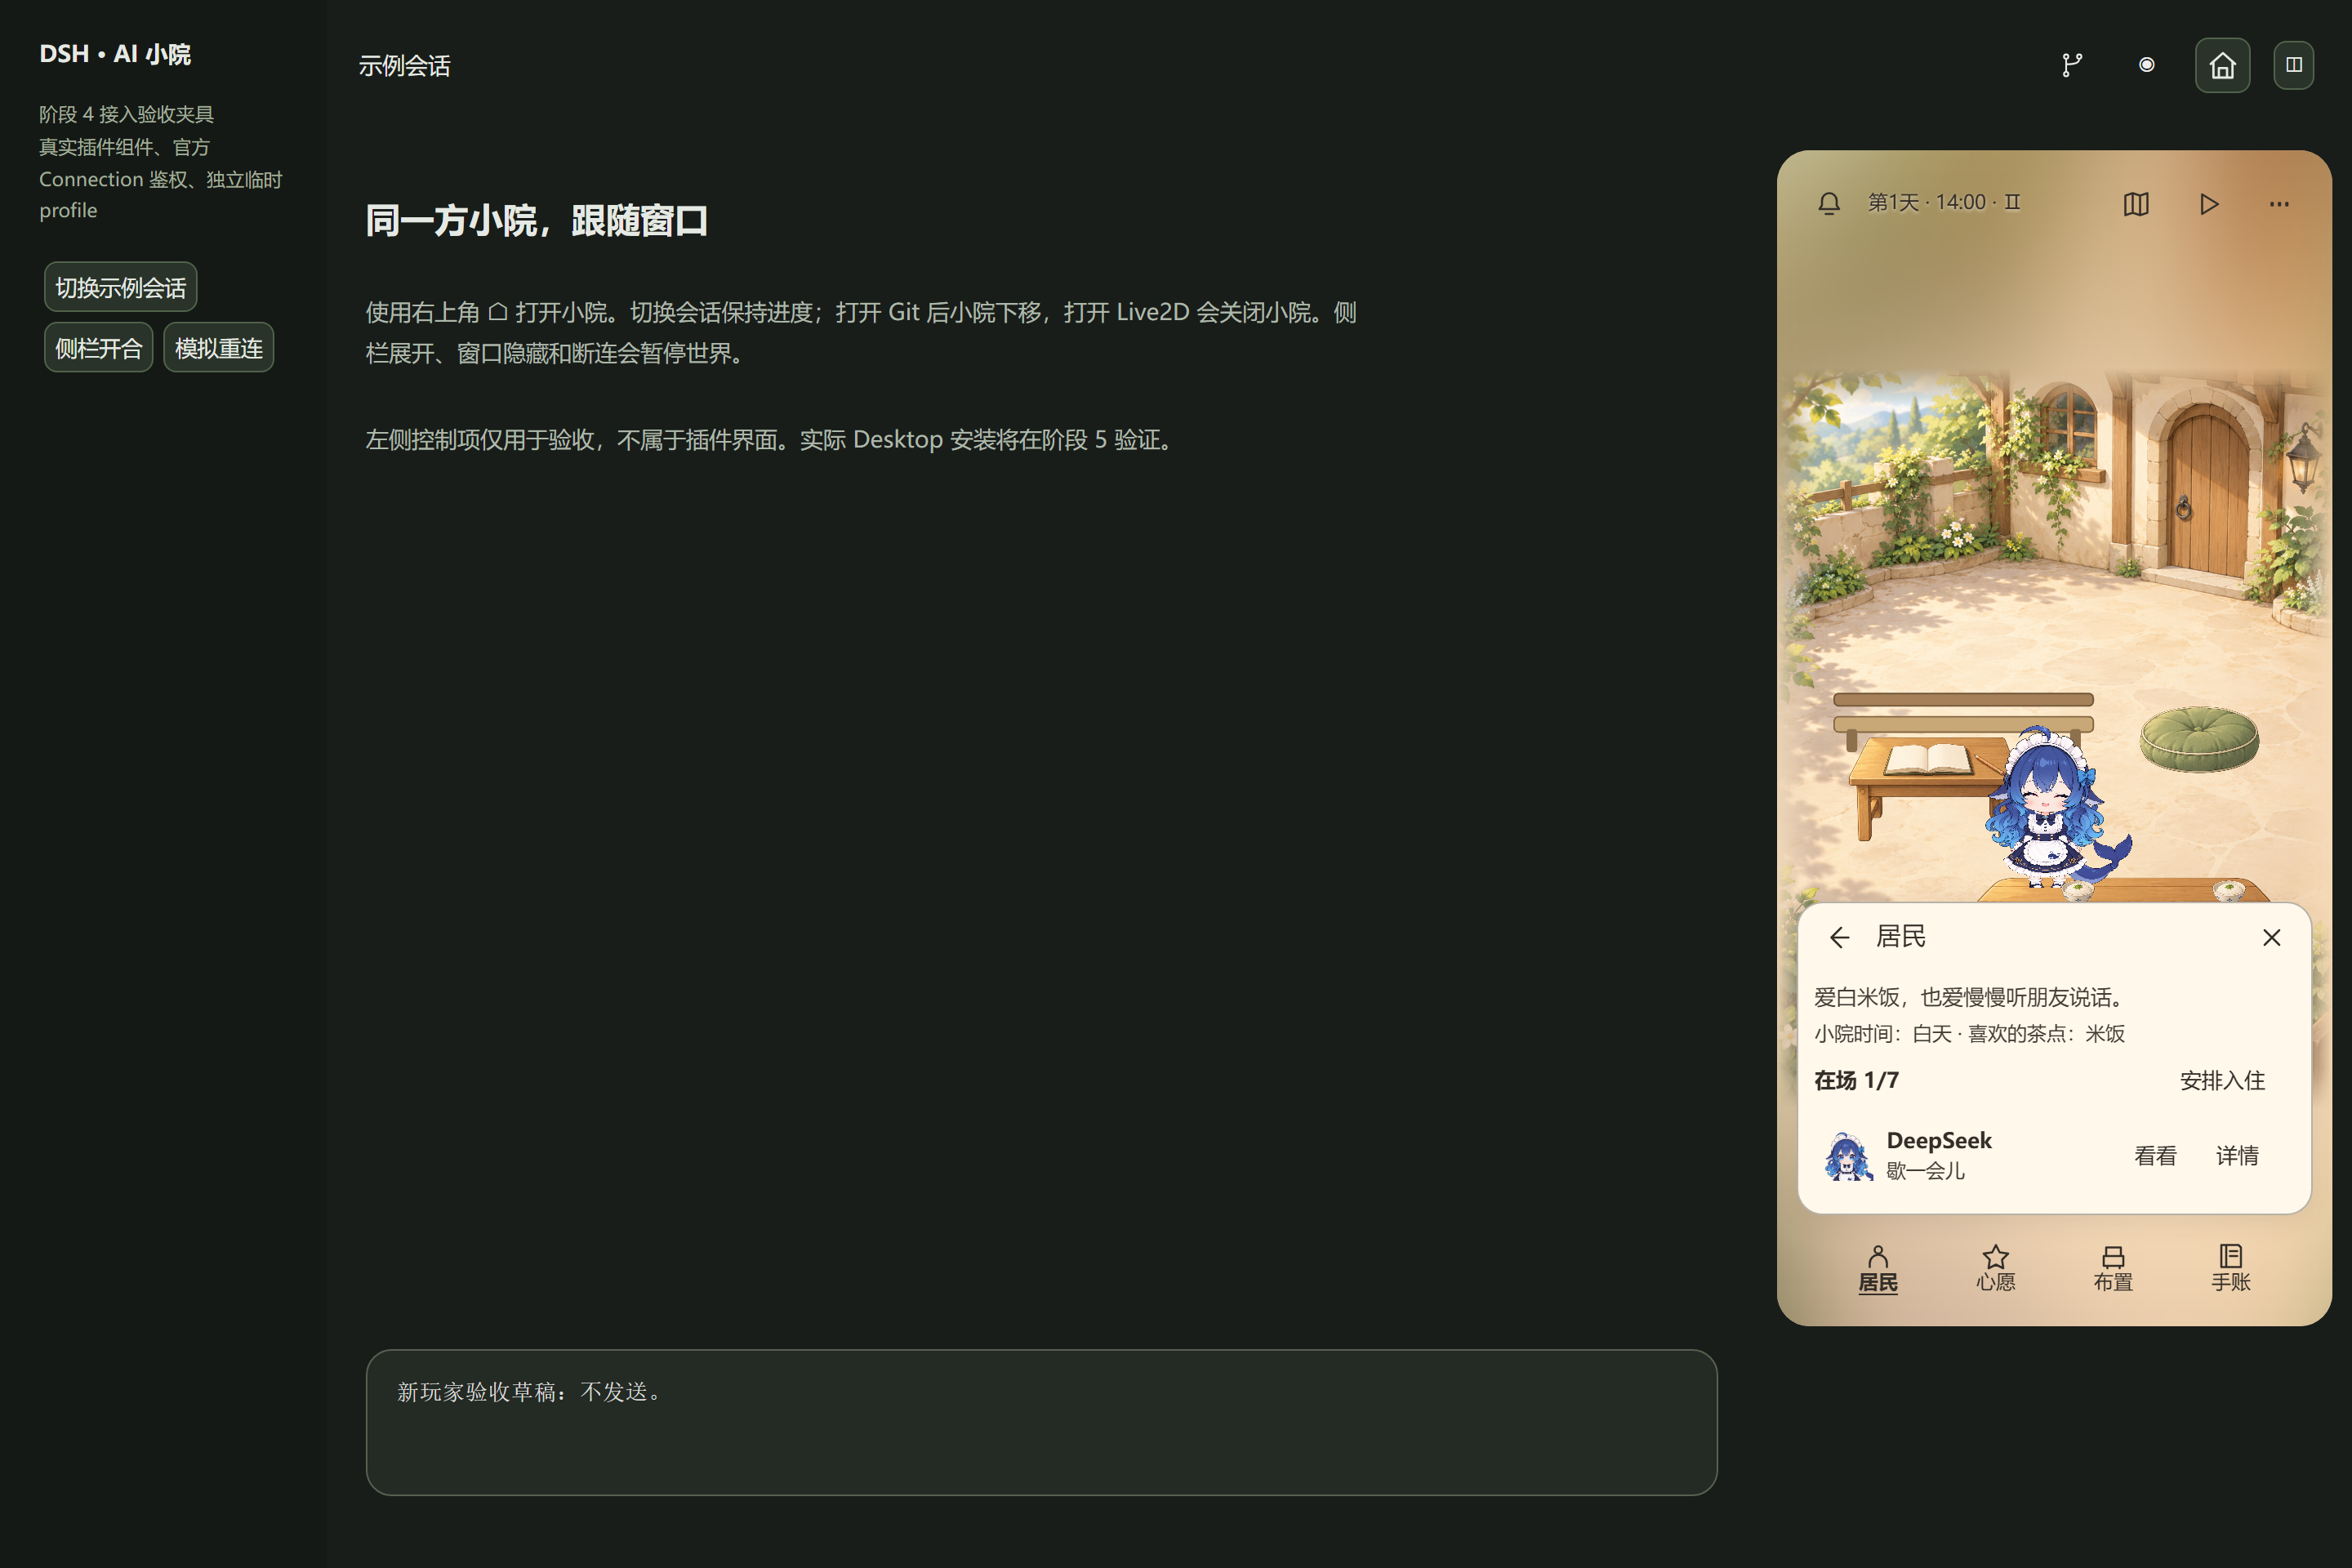 DSH • AI 小院
阶段 4 接入验收夹具
真实插件组件、官方
Connection 鉴权、独立临时
profile
切换示例会话
侧栏开合
模拟重连
示例会话
同一方小院，跟随窗口
使用右上角 ⌂ 打开小院。切换会话保持进度；打开 Git 后小院下移，打开 Live2D 会关闭小院。侧
栏展开、窗口隐藏和断连会暂停世界。
左侧控制项仅用于验收，不属于插件界面。实际 Desktop 安装将在阶段 5 验证。
新玩家验收草稿：不发送。
第1天 · 14:00 · Ⅱ
居民
爱白米饭，也爱慢慢听朋友说话。
小院时间：白天 · 喜欢的茶点：米饭
在场 1/7
安排入住
DeepSeek
歇一会儿
看看
详情
居民
心愿
布置
手账